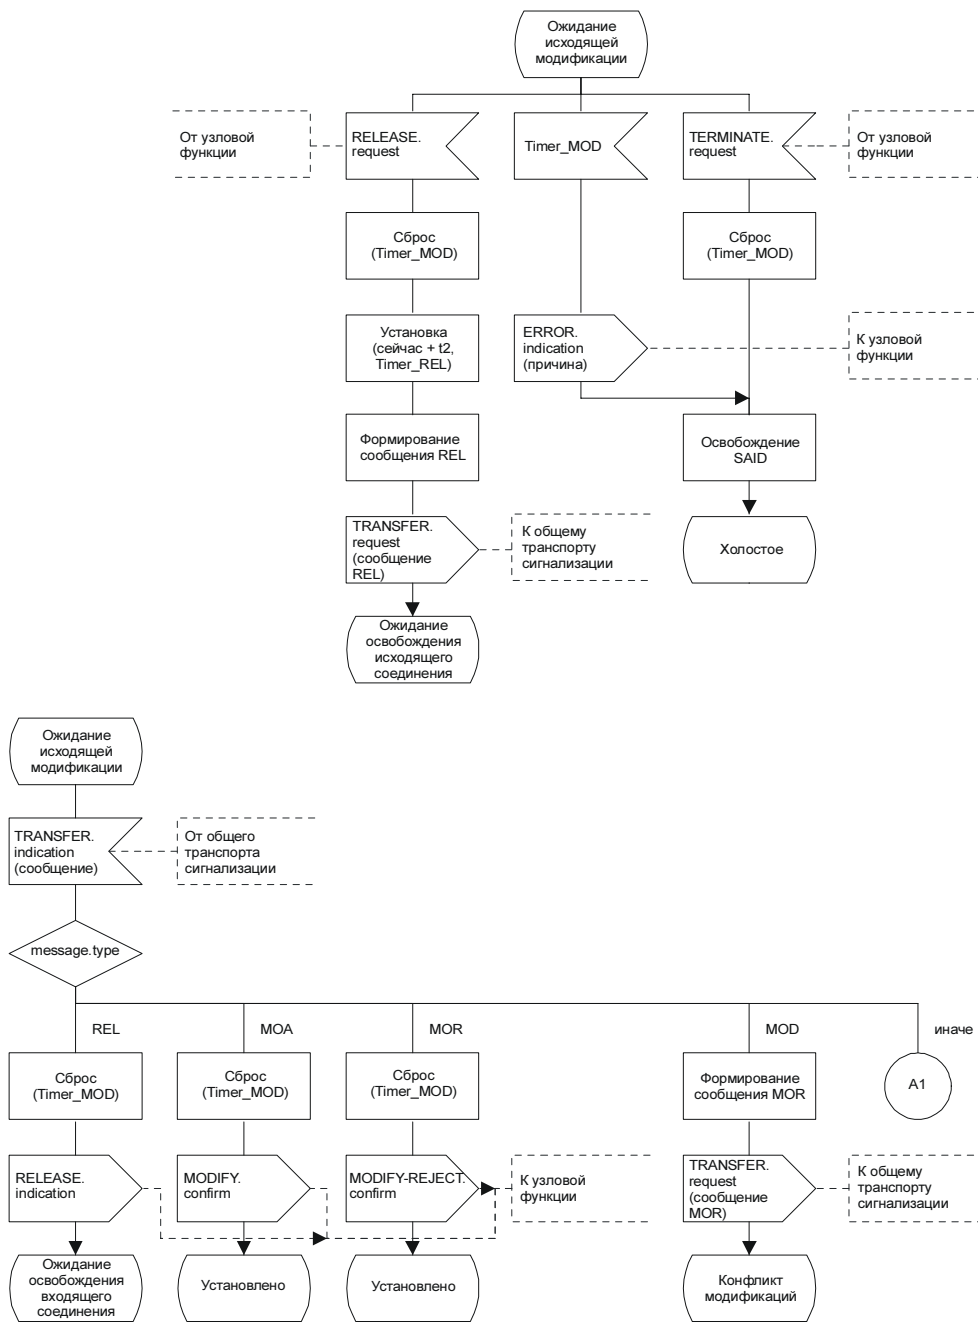 Ожидание
исходящей
модификации
От узловой
функции
RELEASE.
request
Timer_MOD
TERMINATE.
request
От узловой
функции
Сброс
(Timer_MOD)
Сброс
(Timer_MOD)
Установка
(сейчас + t2,
Timer_REL)
ERROR.
indication
(причина)
К узловой
функции
Формирование
сообщения REL
Освобождение
SAID
TRANSFER.
request
(сообщение
REL)
К общему
транспорту
сигнализации
Холостое
Ожидание
освобождения
исходящего
соединения
Ожидание
исходящей
модификации
TRANSFER.
indication
(сообщение)
От общего
транспорта
сигнализации
message.type
REL
MOA
MOR
MOD
иначе
Сброс
(Timer_MOD)
Сброс
(Timer_MOD)
Сброс
(Timer_MOD)
Формирование
сообщения MOR
A1
RELEASE.
indication
MODIFY.
confirm
MODIFY-REJECT.
confirm
К узловой
функции
TRANSFER.
request
(сообщение
MOR)
К общему
транспорту
сигнализации
Ожидание
освобождения
входящего
соединения
Установлено
Установлено
Конфликт
модификаций